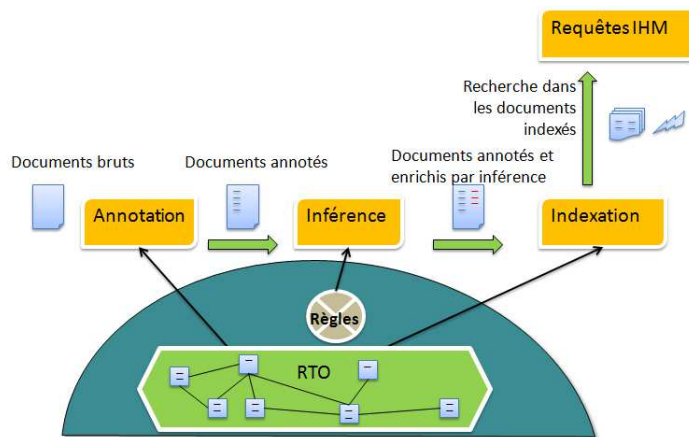 Requêtes IHM
Recherche dans
les documents
indexés
Documents bruts
Documents annotés
Documents annotés et
enrichis par inférence
Annotation
Inférence
Indexation
Règles
RTO